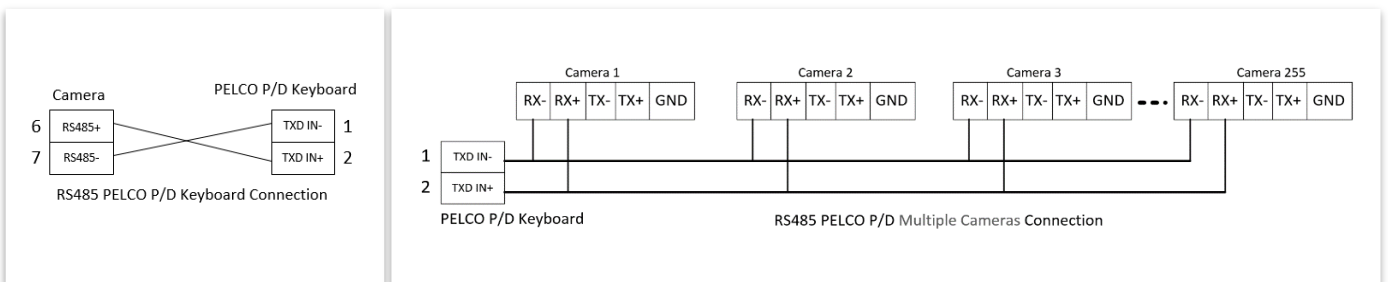 Camera
PELCO P/D Keyboard
6 RS485+ TXD IN- 1
7 RS485- TXD IN+ 2
RS485 PELCO P/D Keyboard Connection
Camera 1 Camera 2 Camera 3 Camera 255
RX- RX+ TX- TX+ GND RX- RX+ TX- TX+ GND RX- RX+ TX- TX+ GND RX- RX+ TX- TX+ GND
1 TXD IN-
2 TXD IN+
PELCO P/D Keyboard
RS485 PELCO P/D Multiple Cameras Connection